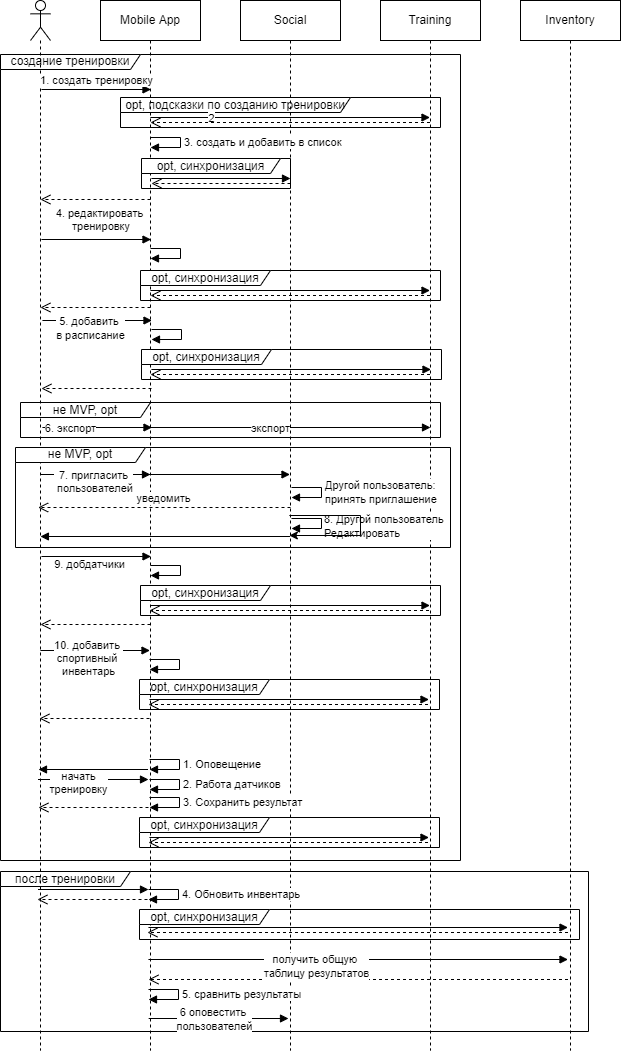 Mobile App
Social
Training
Inventory
создание тренировки
1. создать тренировку
opt, подсказки по созданию тренировки
2
3. создать и добавить в список
opt, синхронизация
4. редактировать
тренировку
opt, синхронизация
5. добавить
в расписание
opt, синхронизация
не MVP, opt
6. экспорт
экспорт
не MVP, opt
7. пригласить
пользователей
Другой пользователь:
принять приглашение
уведомить
8. Другой пользователь
Редактировать
9. добдатчики
opt, синхронизация
10. добавить
спортивный
инвентарь
opt, синхронизация
1. Оповещение
начать
тренировку
2. Работа датчиков
3. Сохранить результат
opt, синхронизация
после тренировки
4. Обновить инвентарь
opt, синхронизация
получить общую
таблицу результатов
5. сравнить результаты
6 оповестить
пользователей